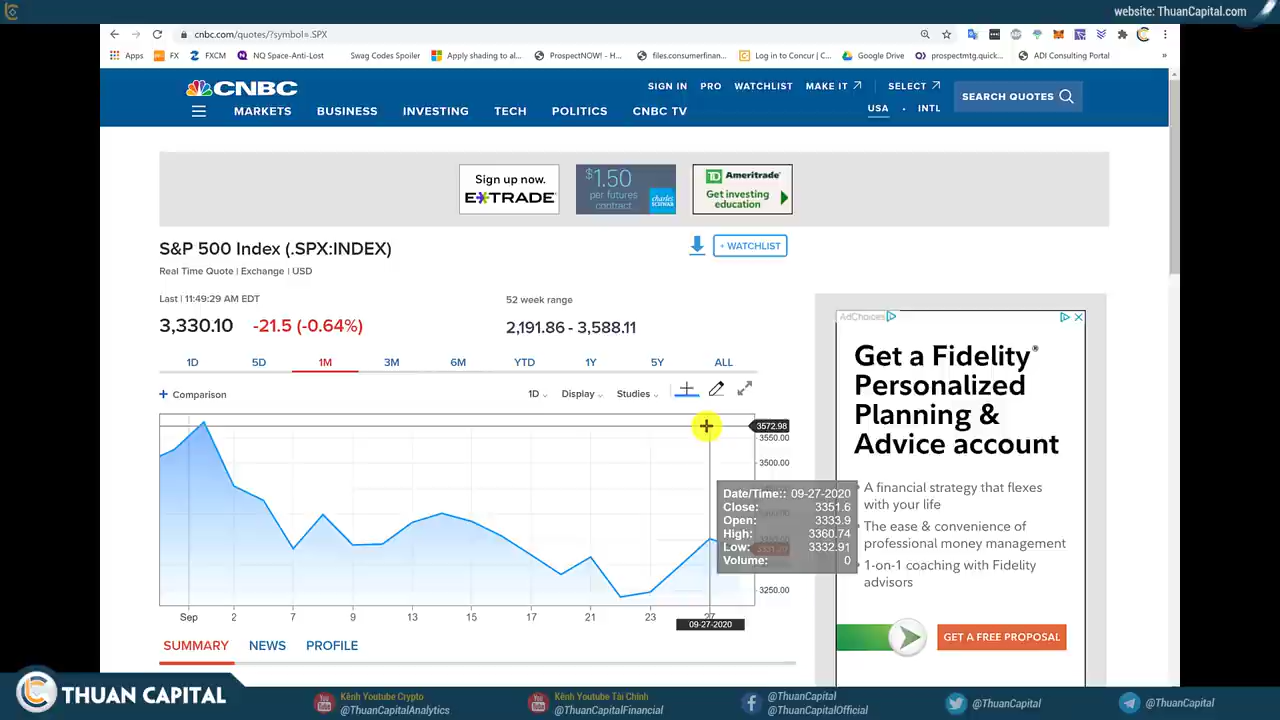 website: ThuanCapital.com
cnbc.com/quotes/?symbol=.SPX
Apps FX FXCM NQ Space-Anti-Lost Swag Codes Spoiler Apply shading to al... ProspectNOW! - H... files.consumerfinan... Log in to Concur (... Google Drive prospectmg.quick... ADI Consulting Portal »
CNBC
SIGN IN PRO WATCHLIST MAKE IT SELECT
USA • INTL
SEARCH QUOTES
MARKETS BUSINESS INVESTING TECH POLITICS CNBC TV
Sign up now.
E*TRADE
$1.50
per futures
contract
charles
SCHWAB
TD Ameritrade
Get investing
education
S&P 500 Index (.SPX:INDEX)
+ WATCHLIST
Real Time Quote | Exchange | USD
Last | 11:49:29 AM EDT
52 week range
3,330.10 -21.5 (-0.64%)
2,191.86 - 3,588.11
1D 5D 1M 3M 6M YTD 1Y 5Y ALL
+ Comparison
1D Display Studies
3572.98
3550.00
3500.00
Date/Time:: 09-27-2020
Close: 3351.6
Open: 3333.9
High: 3360.74
Low: 3332.91
Volume: 0
3250.00
Sep 2 7 9 13 15 17 21 23 27
09-27-2020
SUMMARY NEWS PROFILE
AdChoices
Get a Fidelity®
Personalized
Planning &
Advice account
• A financial strategy that flexes
with your life
• The ease & convenience of
professional money management
• 1-on-1 coaching with Fidelity
advisors
GET A FREE PROPOSAL
THUAN CAPITAL
Kênh Youtube Crypto
@ThuanCapitalAnalytics
Kênh Youtube Tài Chính
@ThuanCapitalFinancial
@ThuanCapital
@ThuanCapitalOfficial
@ThuanCapital
@ThuanCapital